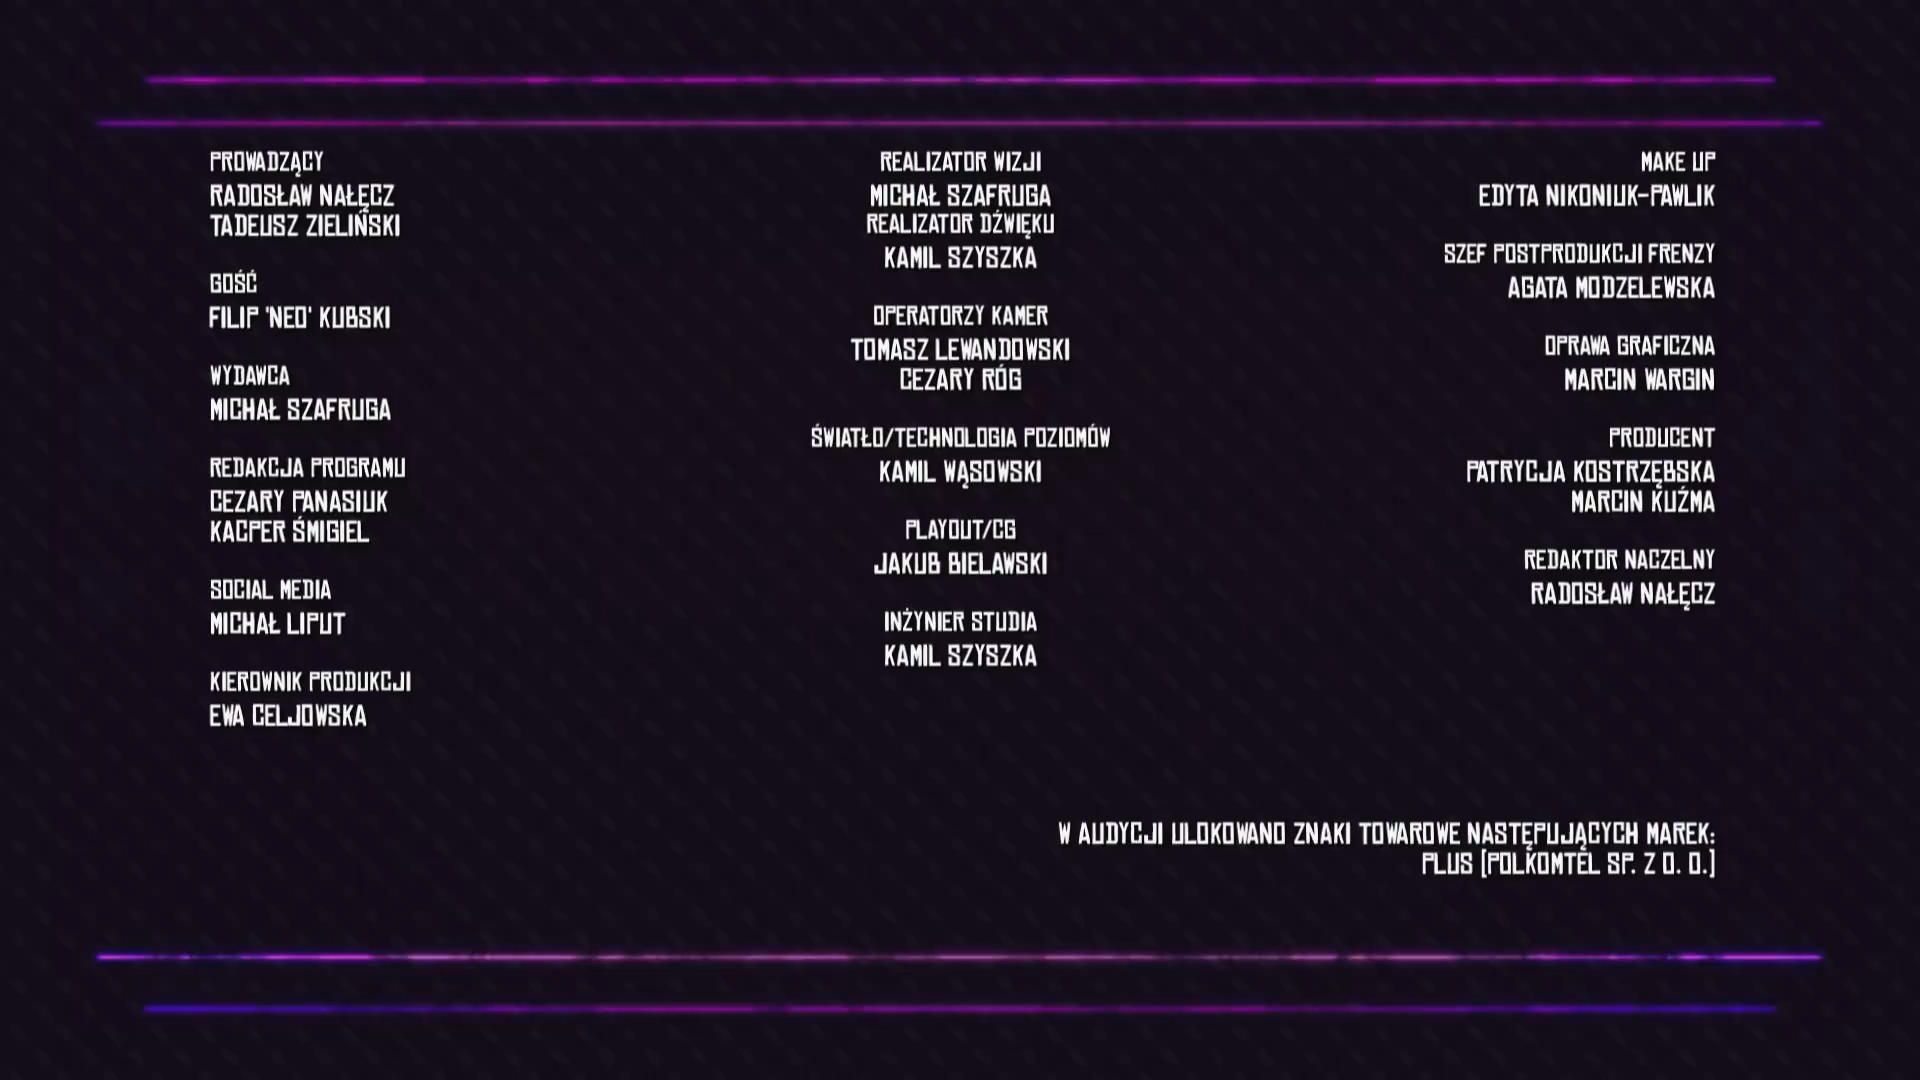 PROWADZĄCY
RADOSŁAW NAŁĘCZ
TADEUSZ ZIELIŃSKI
GOŚĆ
FILIP 'NEO' KUBSKI
WYDAWCA
MICHAŁ SZAFRUGA
REDAKCJA PROGRAMU
CEZARY PANASIUK
KACPER ŚMIGIEL
SOCIAL MEDIA
MICHAŁ LIPUT
KIEROWNIK PRODUKCJI
EWA CELJOWSKA
REALIZATOR WIZJI
MICHAŁ SZAFRUGA
REALIZATOR DŹWIĘKU
KAMIL SZYSZKA
OPERATORZY KAMER
TOMASZ LEWANDOWSKI
CEZARY RÓG
ŚWIATŁO/TECHNOLOGIA POZIOMÓW
KAMIL WĄSOWSKI
PLAYOUT/CG
JAKUB BIELAWSKI
INŻYNIER STUDIA
KAMIL SZYSZKA
MAKE UP
EDYTA NIKONIUK-PAWLIK
SZEF POSTPRODUKCJI FRENZY
AGATA MODZELEWSKA
OPRAWA GRAFICZNA
MARCIN WARGIN
PRODUCENT
PATRYCJA KOSTRZĘBSKA
MARCIN KUŹMA
REDAKTOR NACZELNY
RADOSŁAW NAŁĘCZ
W AUDYCJI ULOKOWANO ZNAKI TOWAROWE NASTĘPUJĄCYCH MAREK:
PLUS [POLKOMTEL SP. Z O. O.]